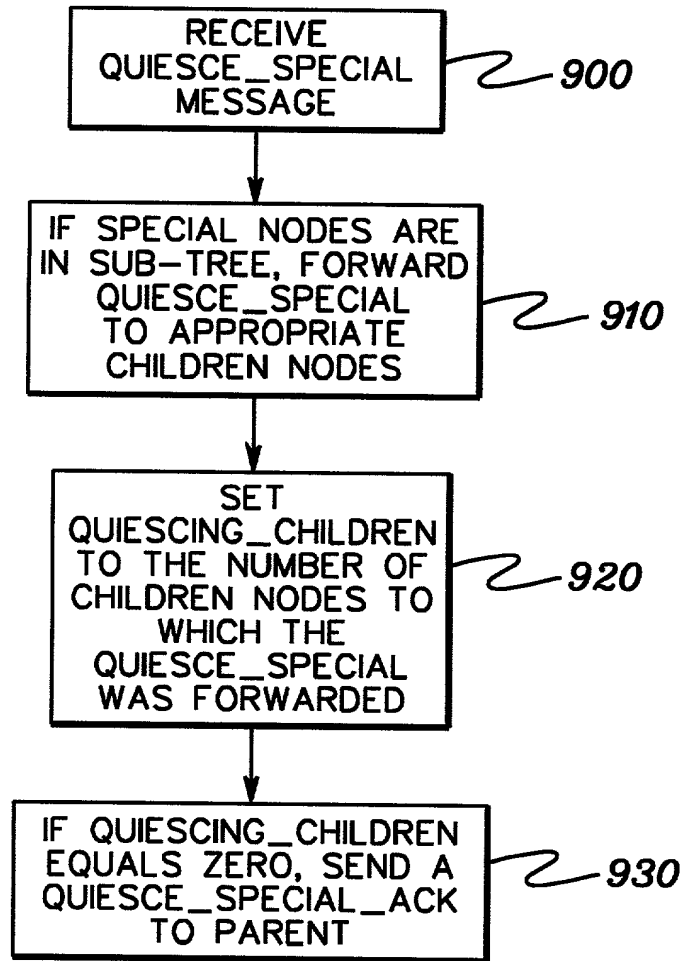 RECEIVE
QUIESCE_SPECIAL
MESSAGE
900
IF SPECIAL NODES ARE
IN SUB-TREE, FORWARD
QUIESCE_SPECIAL
TO APPROPRIATE
CHILDREN NODES
910
SET
QUIESCING_CHILDREN
TO THE NUMBER OF
CHILDREN NODES TO
WHICH THE
QUIESCE_SPECIAL
WAS FORWARDED
920
IF QUIESCING_CHILDREN
EQUALS ZERO, SEND A
QUIESCE_SPECIAL_ACK
TO PARENT
930